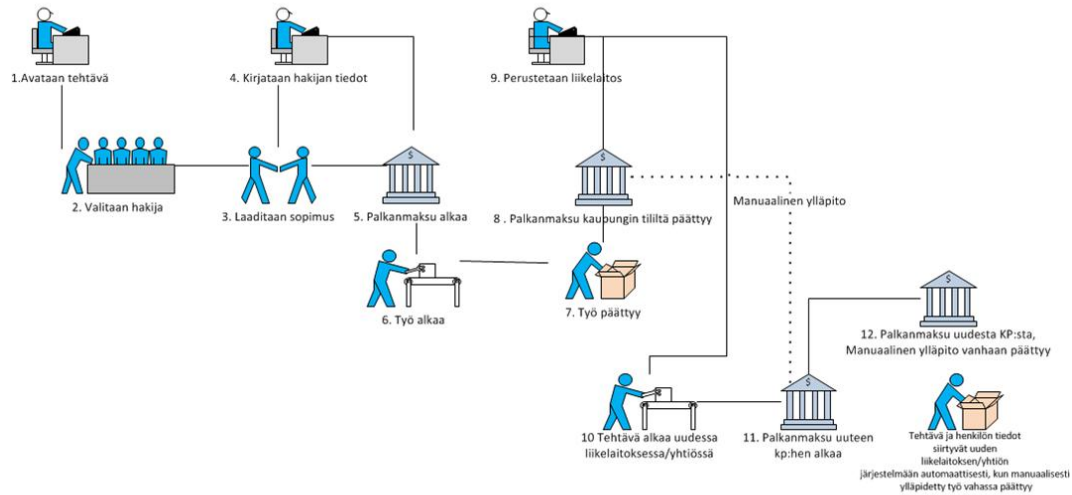 1.Avataan tehtävä
4. Kirjataan hakijan tiedot
9. Perustetaan liikelaitos
$
$
2. Valitaan hakija
3. Laaditaan sopimus
5. Palkanmaksu alkaa
8 . Palkanmaksu kaupungin tililtä päättyy
Manuaalinen ylläpito
6. Työ alkaa
7. Työ päättyy
$
12. Palkanmaksu uudesta KP:sta,
Manuaalinen ylläpito vanhaan päättyy
$
10 Tehtävä alkaa uudessa
liikelaitoksessa/yhtiössä
11. Palkanmaksu uuteen
kp:hen alkaa
Tehtävä ja henkilön tiedot
siirtyvät uuden
liikelaitoksen/yhtiön
järjestelmään automaattisesti, kun manuaalisesti
ylläpidetty työ vahassa päättyy